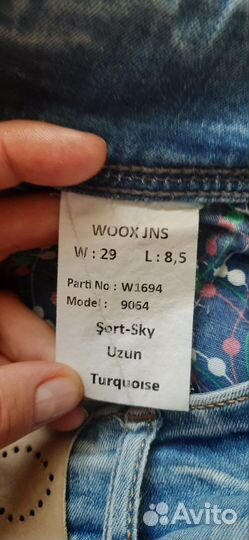 WOOX JNS
W : 29 L : 8,5
Parti No : W1694
Model : 9064
Şort-Sky
Uzun
Turquoise
Avito